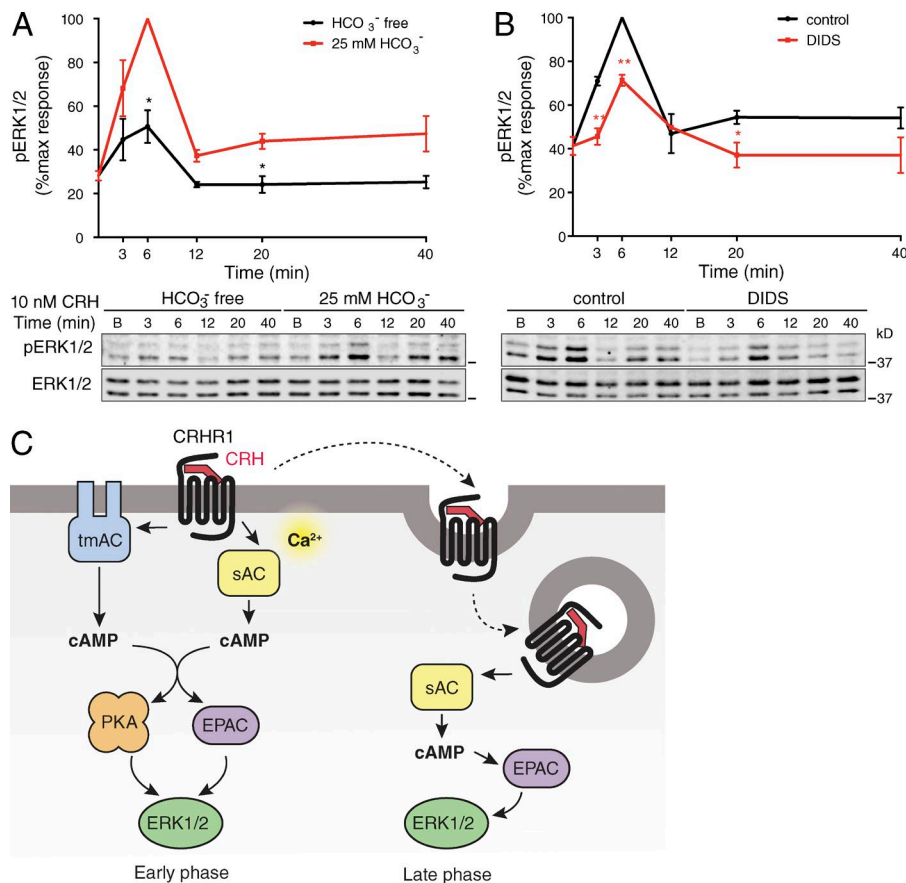 A
HCO₃⁻ free
25 mM HCO₃⁻
pERK1/2
(%max response)
100
80
60
40
20
0
*
*
3 6 12 20 40
Time (min)
B
control
DIDS
pERK1/2
(%max response)
100
80
60
40
20
0
**
**
*
3 6 12 20 40
Time (min)
10 nM CRH HCO₃⁻ free 25 mM HCO₃⁻
Time (min) B 3 6 12 20 40 B 3 6 12 20 40
pERK1/2
ERK1/2
control DIDS
B 3 6 12 20 40 B 3 6 12 20 40 kD
–37
–37
C
CRHR1
CRH
tmAC
Ca²⁺
sAC
cAMP cAMP
PKA EPAC
ERK1/2
Early phase
sAC
cAMP
EPAC
ERK1/2
Late phase